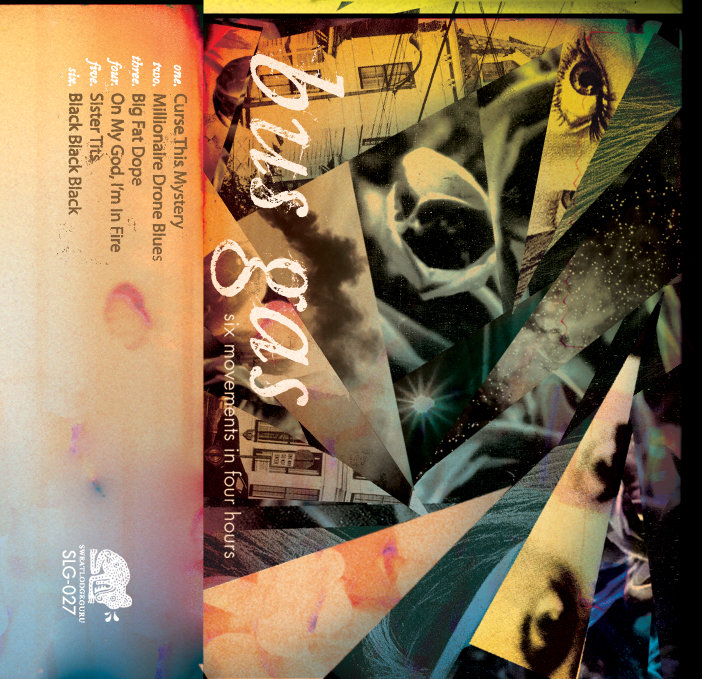 bus gas
six movements in four hours
one. Curse This Mystery
two. Millionaire Drone Blues
three. Big Fat Dope
four. On My God, I'm In Fire
five. Sister Tits
six. Black Black Black
SWEATLODGEGURU
SLG-027